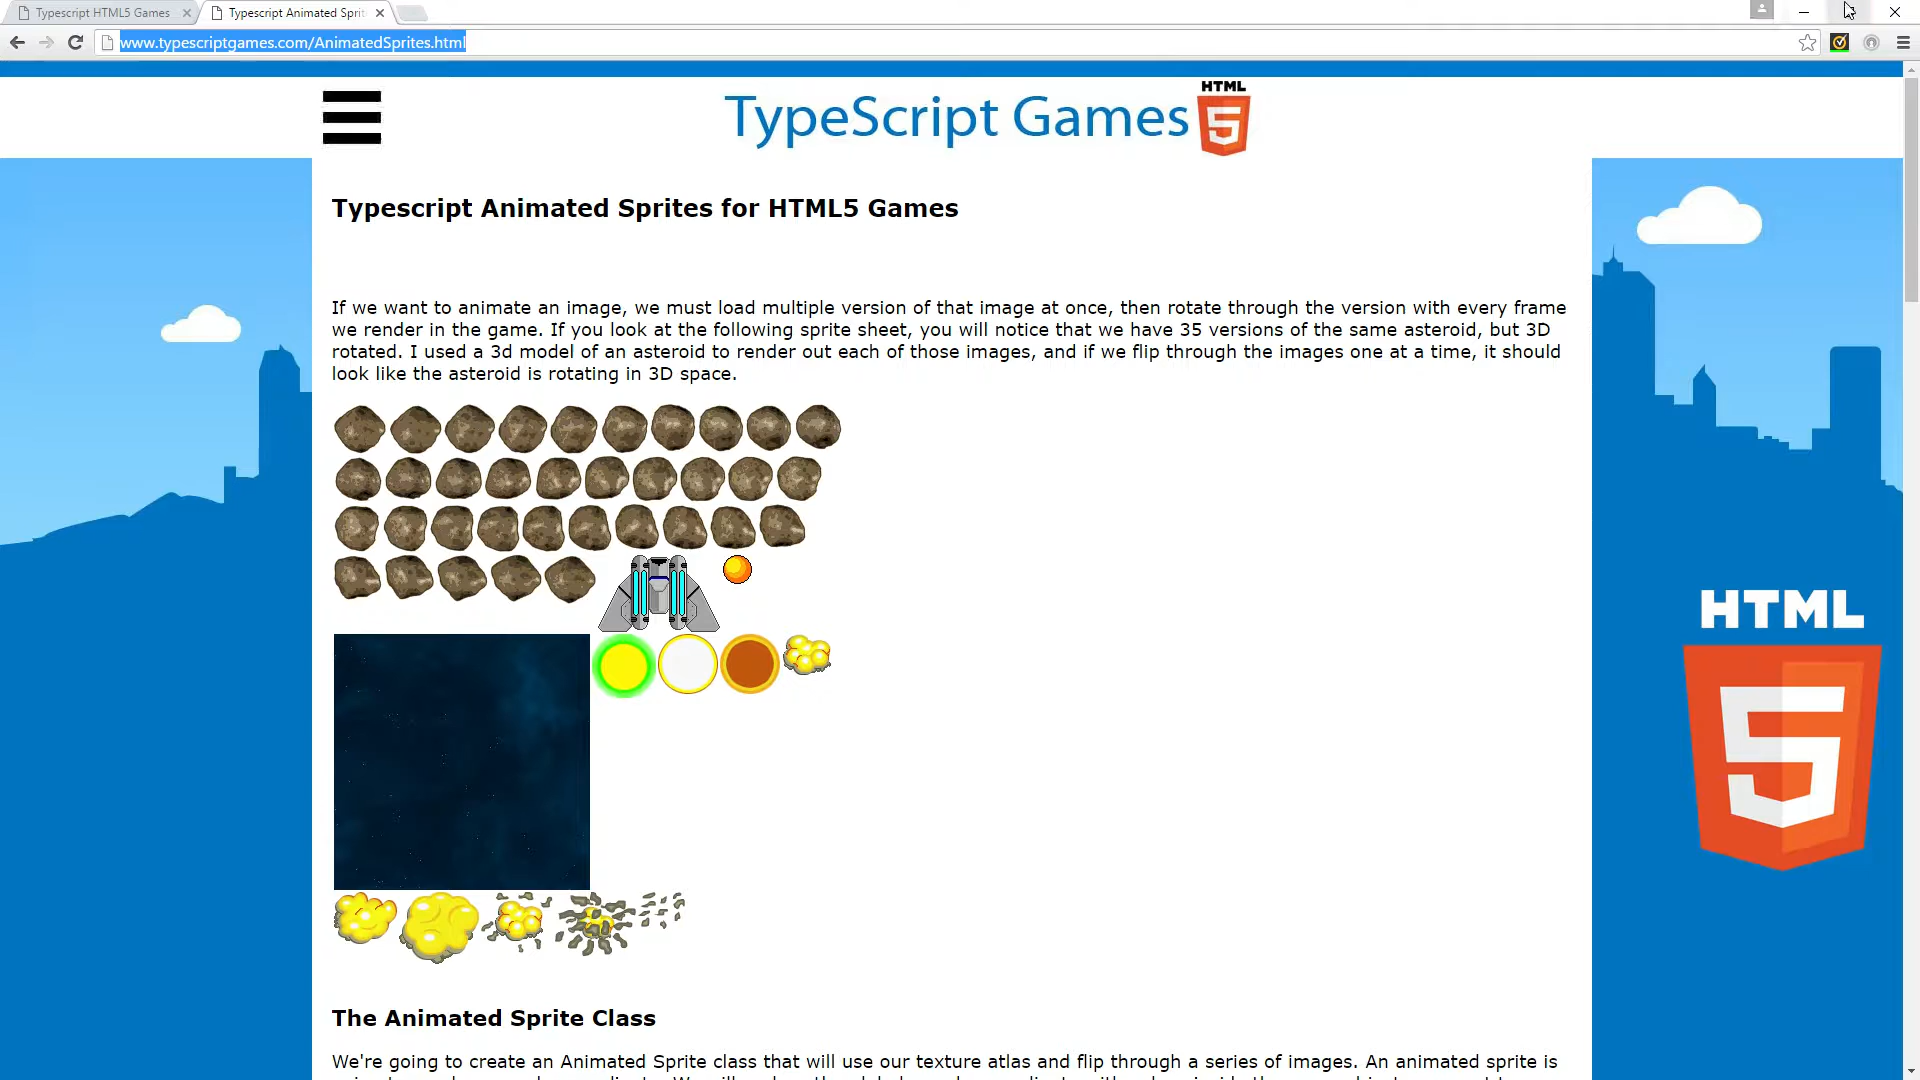 Typescript HTML5 Games
Typescript Animated Sprit
www.typescriptgames.com/AnimatedSprites.html
TypeScript Games
HTML
5
Typescript Animated Sprites for HTML5 Games
If we want to animate an image, we must load multiple version of that image at once, then rotate through the version with every frame
we render in the game. If you look at the following sprite sheet, you will notice that we have 35 versions of the same asteroid, but 3D
rotated. I used a 3d model of an asteroid to render out each of those images, and if we flip through the images one at a time, it should
look like the asteroid is rotating in 3D space.
HTML
5
The Animated Sprite Class
We're going to create an Animated Sprite class that will use our texture atlas and flip through a series of images. An animated sprite is